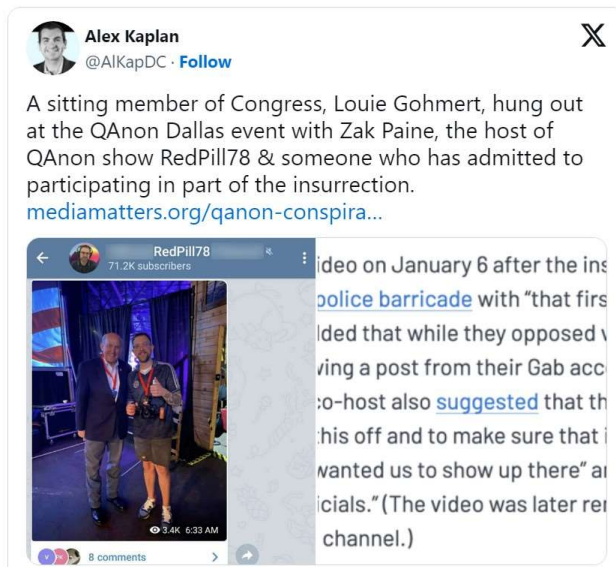 Alex Kaplan
@AlKapDC · Follow
A sitting member of Congress, Louie Gohmert, hung out
at the QAnon Dallas event with Zak Paine, the host of
QAnon show RedPill78 & someone who has admitted to
participating in part of the insurrection.
mediamatters.org/qanon-conspira...
RedPill78
71.2K subscribers
3.4K 6:33 AM
8 comments
ideo on January 6 after the ins
police barricade with “that firs
lded that while they opposed v
ving a post from their Gab acc
co-host also suggested that th
this off and to make sure that i
wanted us to show up there” ar
icials.” (The video was later rer
channel.)